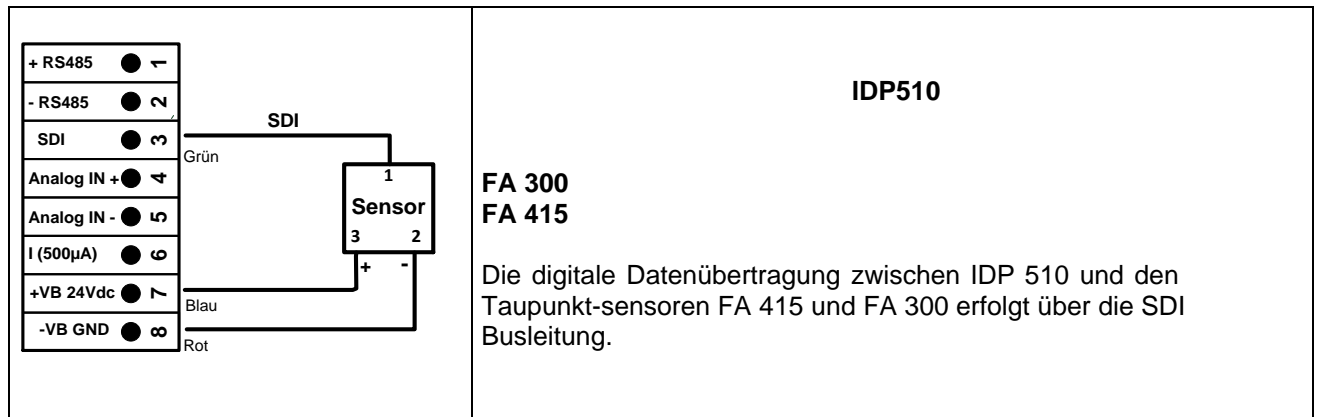 + RS485 1
- RS485 2
SDI 3
Analog IN + 4
Analog IN - 5
I (500µA) 6
+VB 24Vdc 7
-VB GND 8
SDI
Grün
Blau
Rot
1
Sensor
3 2
+ -
IDP510
FA 300
FA 415
Die digitale Datenübertragung zwischen IDP 510 und den
Taupunkt-sensoren FA 415 und FA 300 erfolgt über die SDI
Busleitung.